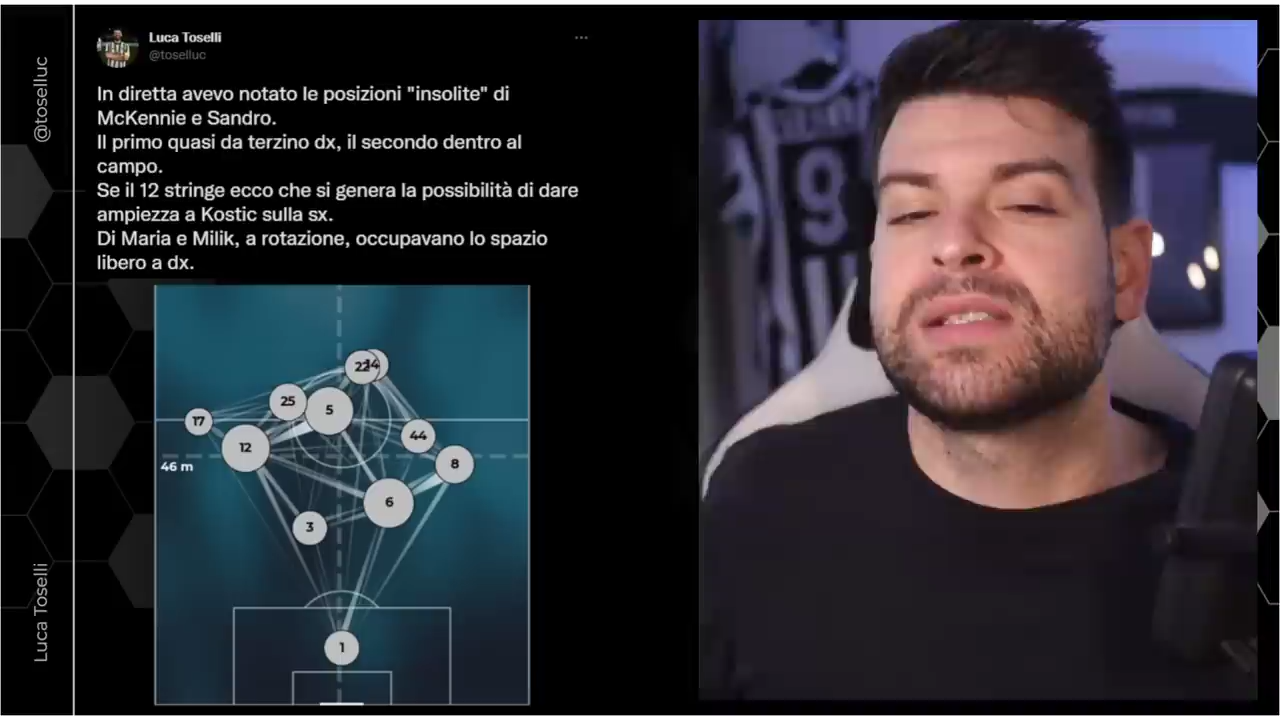 @toselluc
Luca Toselli
Luca Toselli
@toselluc
...
In diretta avevo notato le posizioni "insolite" di
McKennie e Sandro.
Il primo quasi da terzino dx, il secondo dentro al
campo.
Se il 12 stringe ecco che si genera la possibilità di dare
ampiezza a Kostic sulla sx.
Di Maria e Milik, a rotazione, occupavano lo spazio
libero a dx.
22
14
25
5
17
44
12
8
46 m
6
3
1
9